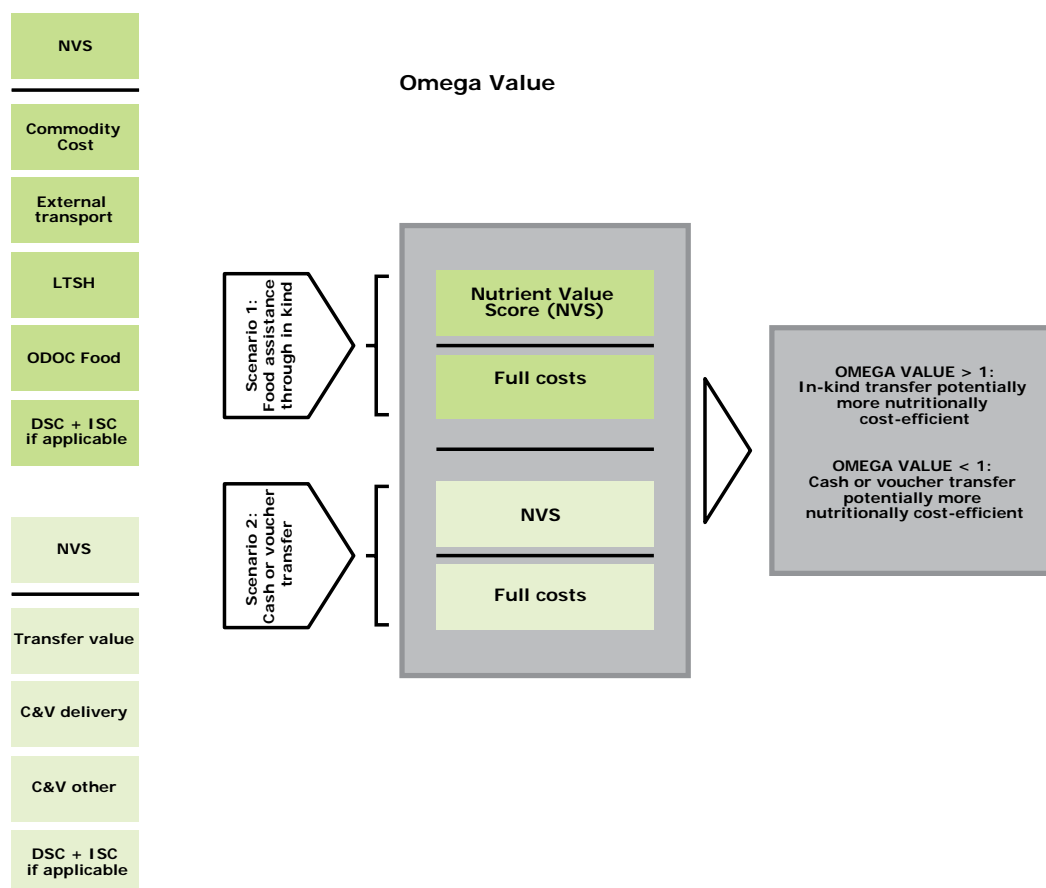 NVS
Commodity
Cost
External
transport
LTSH
ODOC Food
DSC + ISC
if applicable
NVS
Transfer value
C&V delivery
C&V other
DSC + ISC
if applicable
Omega Value
Scenario 1:
Food assistance
through in kind
Scenario 2:
Cash or voucher
transfer
Nutrient Value
Score (NVS)
Full costs
NVS
Full costs
OMEGA VALUE > 1:
In-kind transfer potentially
more nutritionally
cost-efficient
OMEGA VALUE < 1:
Cash or voucher transfer
potentially more
nutritionally cost-efficient